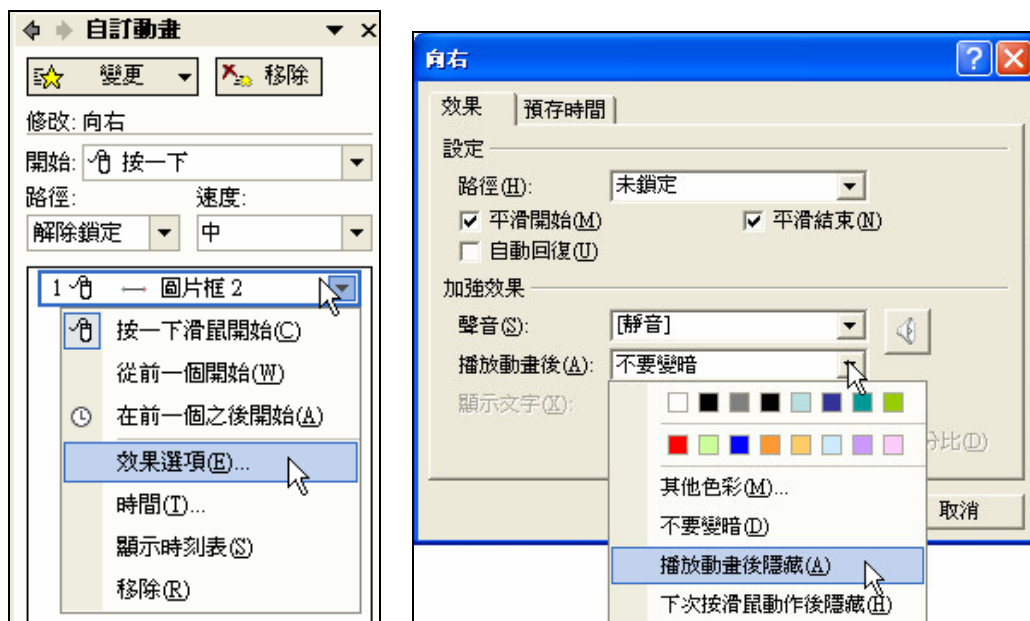 自訂動畫
變更 移除
修改: 向右
開始: 按一下
路徑: 速度:
解除鎖定 中
1 圖片框 2
按一下滑鼠開始(C)
從前一個開始(W)
在前一個之後開始(A)
效果選項(E)...
時間(T)...
顯示時刻表(S)
移除(R)
向右
效果 預存時間
設定
路徑(H): 未鎖定
平滑開始(M) 平滑結束(N)
自動回復(U)
加強效果
聲音(S): [靜音]
播放動畫後(A): 不要變暗
顯示文字(X):
分比(D)
其他色彩(M)...
取消
不要變暗(D)
播放動畫後隱藏(A)
下次按滑鼠動作後隱藏(H)